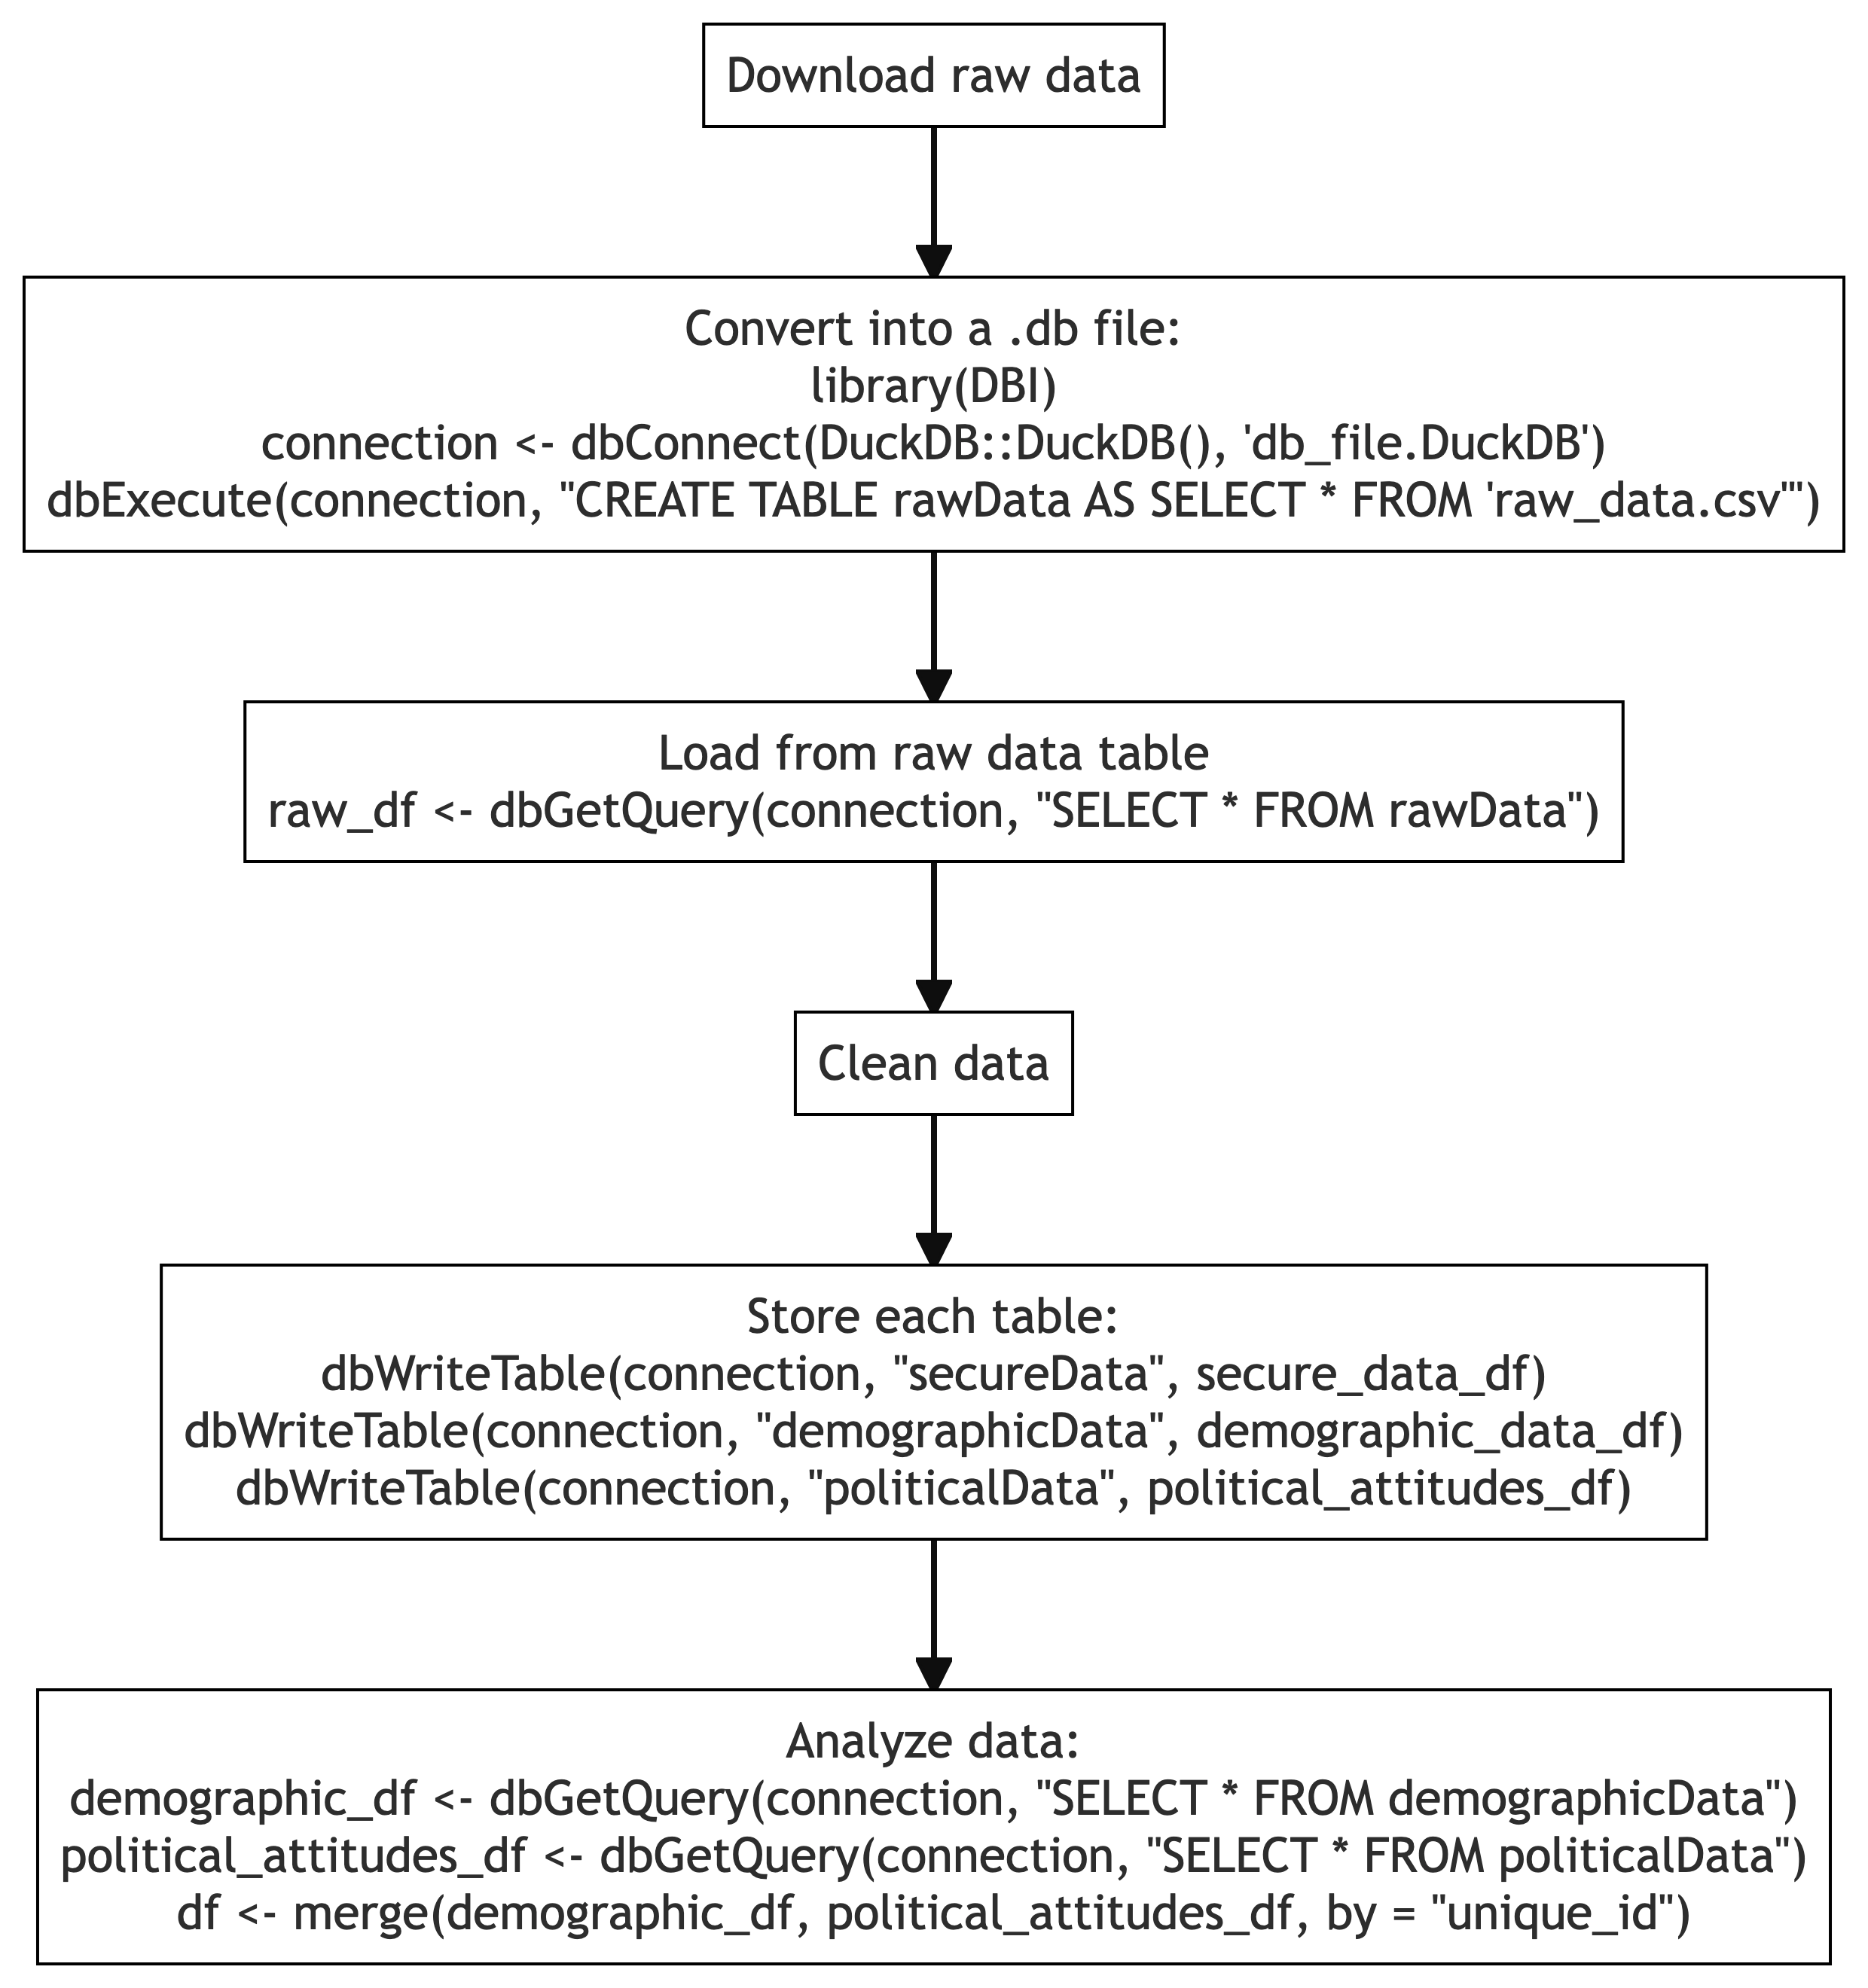 Download raw data
Convert into a .db file:
library(DBI)
connection <- dbConnect(DuckDB::DuckDB(), 'db_file.DuckDB')
dbExecute(connection, "CREATE TABLE rawData AS SELECT * FROM 'raw_data.csv'")
Load from raw data table
raw_df <- dbGetQuery(connection, "SELECT * FROM rawData")
Clean data
Store each table:
dbWriteTable(connection, "secureData", secure_data_df)
dbWriteTable(connection, "demographicData", demographic_data_df)
dbWriteTable(connection, "politicalData", political_attitudes_df)
Analyze data:
demographic_df <- dbGetQuery(connection, "SELECT * FROM demographicData")
political_attitudes_df <- dbGetQuery(connection, "SELECT * FROM politicalData")
df <- merge(demographic_df, political_attitudes_df, by = "unique_id")